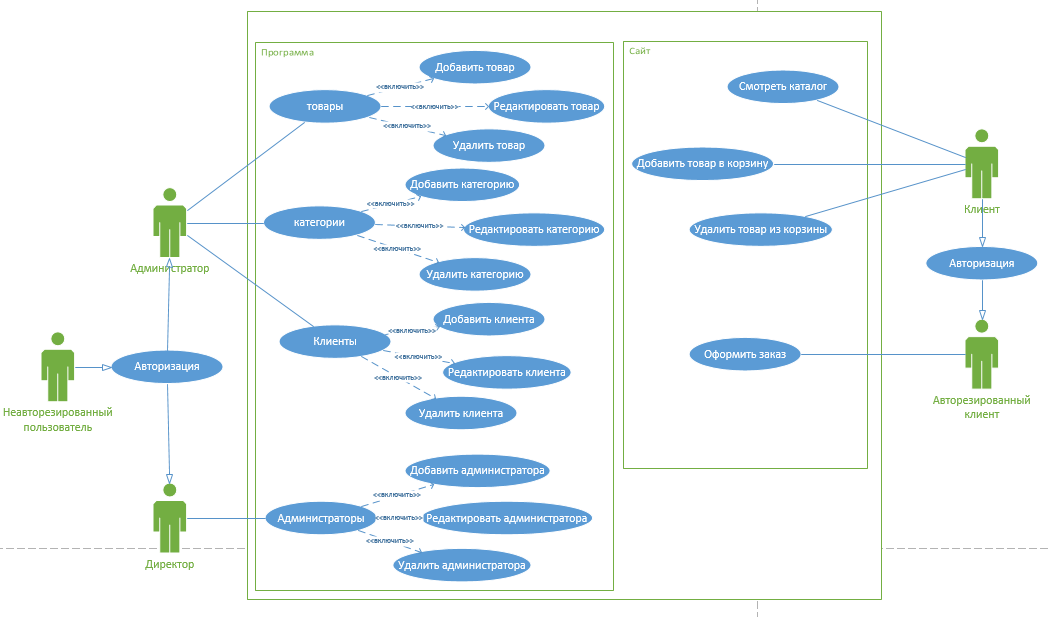 Программа
Сайт
Добавить товар
<<включить>>
товары
<<включить>>
Редактировать товар
<<включить>>
Удалить товар
Добавить категорию
<<включить>>
категории
<<включить>>
Редактировать категорию
<<включить>>
Удалить категорию
Администратор
Добавить клиента
<<включить>>
Клиенты
<<включить>>
Редактировать клиента
<<включить>>
Удалить клиента
Авторизация
Неавторезированный
пользователь
Добавить администратора
<<включить>>
Администраторы
<<включить>>
Редактировать администратора
<<включить>>
Удалить администратора
Директор
Смотреть каталог
Добавить товар в корзину
Удалить товар из корзины
Клиент
Авторизация
Оформить заказ
Авторезированный
клиент